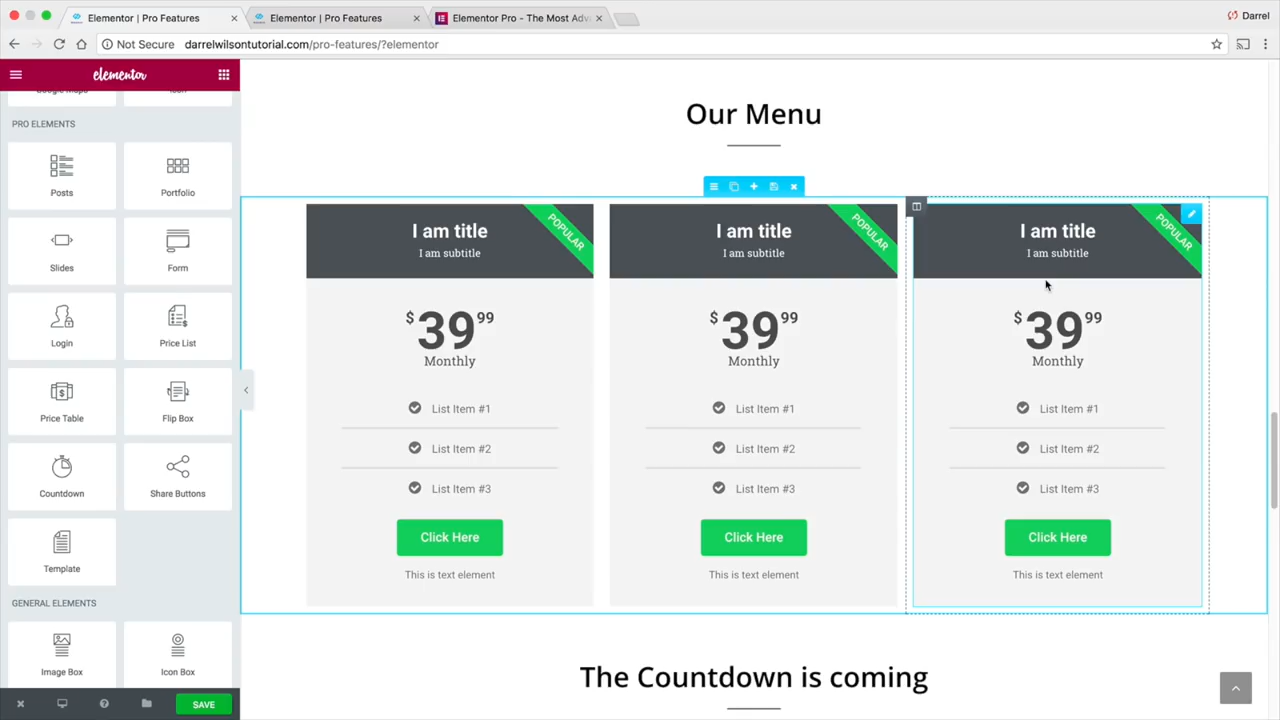 Elementor | Pro Features
Elementor | Pro Features
Elementor Pro - The Most Adv
Darrel
Not Secure
darrelwilsontutorial.com/pro-features/?elementor
elementor
Google Maps
Icon
PRO ELEMENTS
Posts
Portfolio
Slides
Form
Login
Price List
Price Table
Flip Box
Countdown
Share Buttons
Template
GENERAL ELEMENTS
Image Box
Icon Box
SAVE
Our Menu
I am title
I am subtitle
POPULAR
$39 99
Monthly
List Item #1
List Item #2
List Item #3
Click Here
This is text element
I am title
I am subtitle
POPULAR
$39 99
Monthly
List Item #1
List Item #2
List Item #3
Click Here
This is text element
I am title
I am subtitle
POPULAR
$39 99
Monthly
List Item #1
List Item #2
List Item #3
Click Here
This is text element
The Countdown is coming